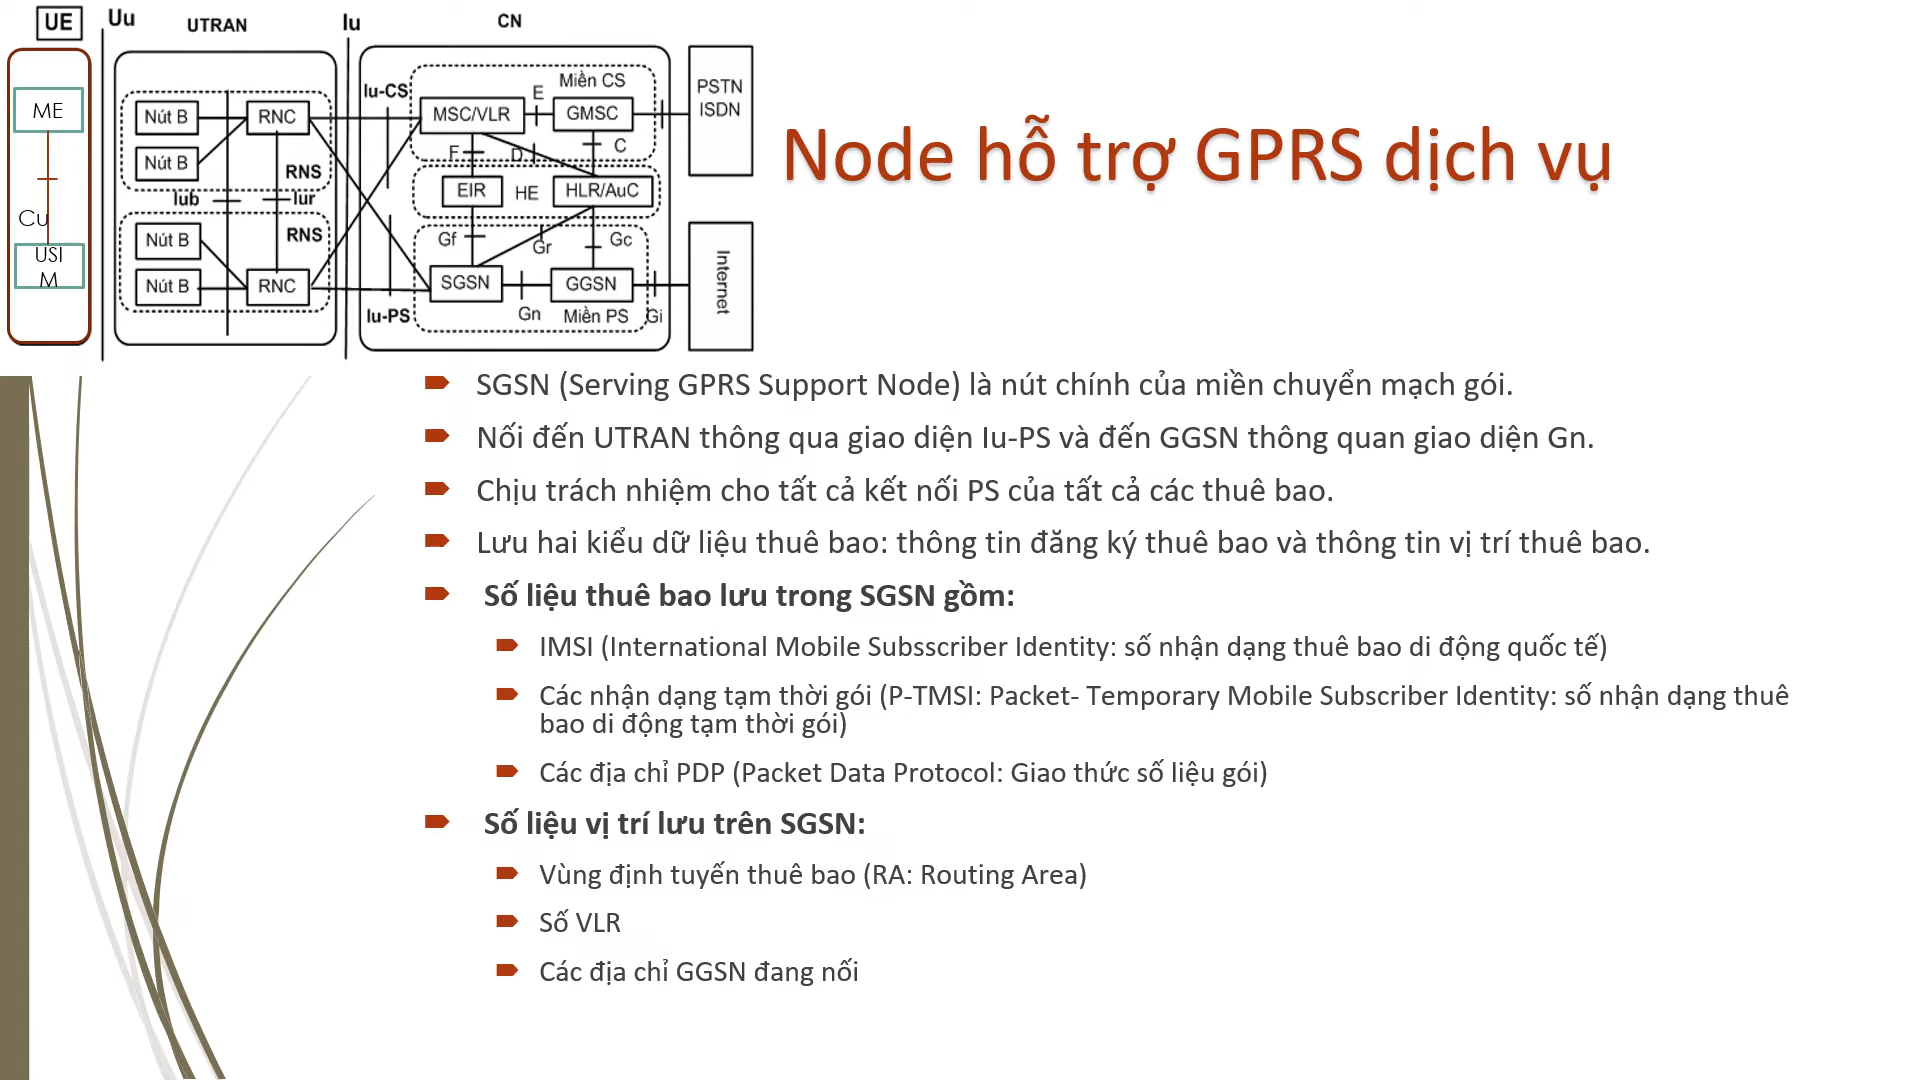 UE
Uu
UTRAN
Iu
CN
ME
Cu
USI
M
Nút B
Nút B
RNC
RNS
Iub
Iur
RNS
Nút B
Nút B
RNC
Iu-CS
Iu-PS
Miền CS
MSC/VLR
E
GMSC
F
D
C
EIR
HE
HLR/AuC
Gf
Gr
Gc
SGSN
GGSN
Gn
Miền PS
Gi
PSTN
ISDN
Internet
Node hỗ trợ GPRS dịch vụ
SGSN (Serving GPRS Support Node) là nút chính của miền chuyển mạch gói.
Nối đến UTRAN thông qua giao diện Iu-PS và đến GGSN thông quan giao diện Gn.
Chịu trách nhiệm cho tất cả kết nối PS của tất cả các thuê bao.
Lưu hai kiểu dữ liệu thuê bao: thông tin đăng ký thuê bao và thông tin vị trí thuê bao.
Số liệu thuê bao lưu trong SGSN gồm:
IMSI (International Mobile Subsscriber Identity: số nhận dạng thuê bao di động quốc tế)
Các nhận dạng tạm thời gói (P-TMSI: Packet- Temporary Mobile Subscriber Identity: số nhận dạng thuê
bao di động tạm thời gói)
Các địa chỉ PDP (Packet Data Protocol: Giao thức số liệu gói)
Số liệu vị trí lưu trên SGSN:
Vùng định tuyến thuê bao (RA: Routing Area)
Số VLR
Các địa chỉ GGSN đang nối